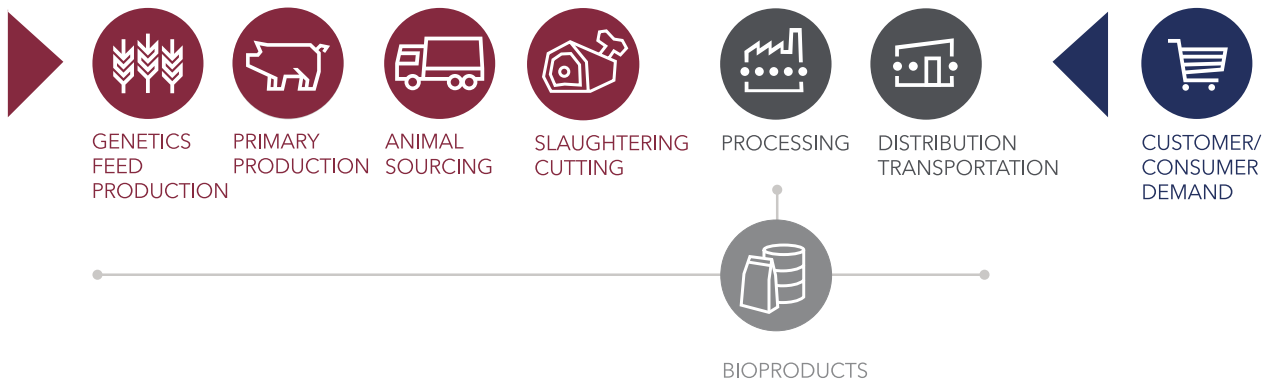 GENETICS
FEED
PRODUCTION
PRIMARY
PRODUCTION
ANIMAL
SOURCING
SLAUGHTERING
CUTTING
PROCESSING
DISTRIBUTION
TRANSPORTATION
CUSTOMER/
CONSUMER
DEMAND
BIOPRODUCTS